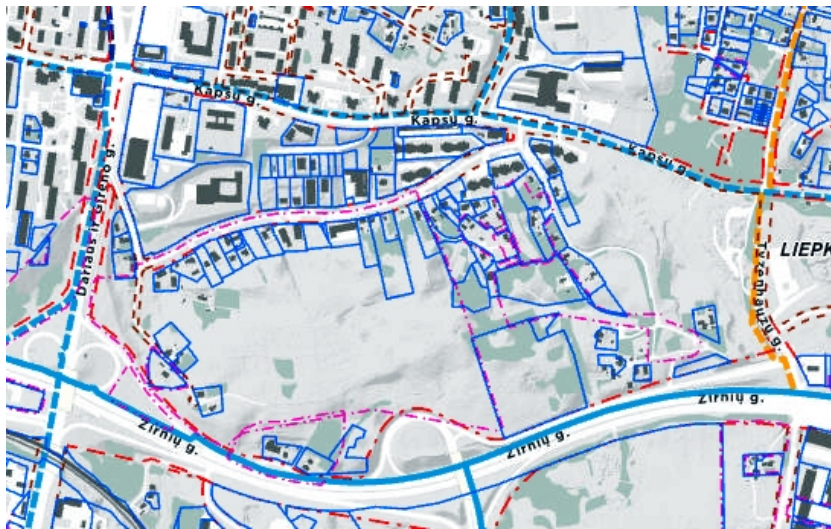 Kapsų g.
Kapsų g.
Kapsų g.
Dariaus ir Girėno g.
LIEPK
Tyzenhauzų g.
Žirnių g.
Žirnių g.
Žirnių g.